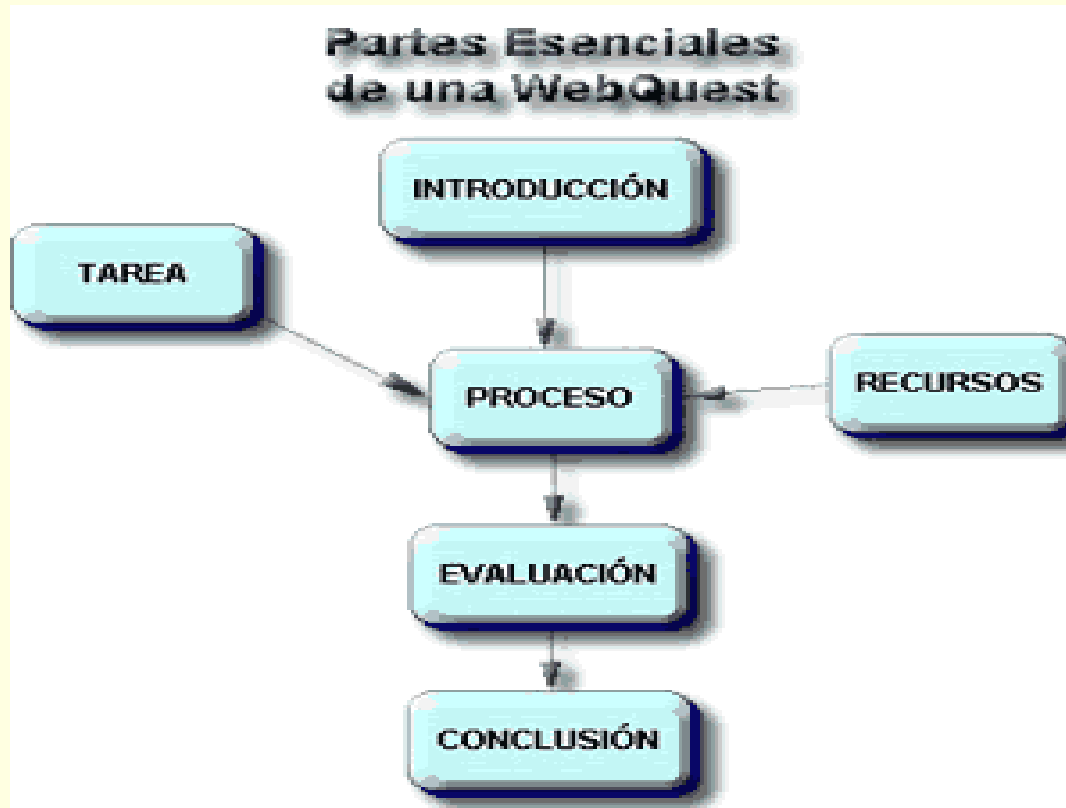 Partes Esenciales
de una WebQuest
INTRODUCCIÓN
TAREA
PROCESO
RECURSOS
EVALUACIÓN
CONCLUSIÓN